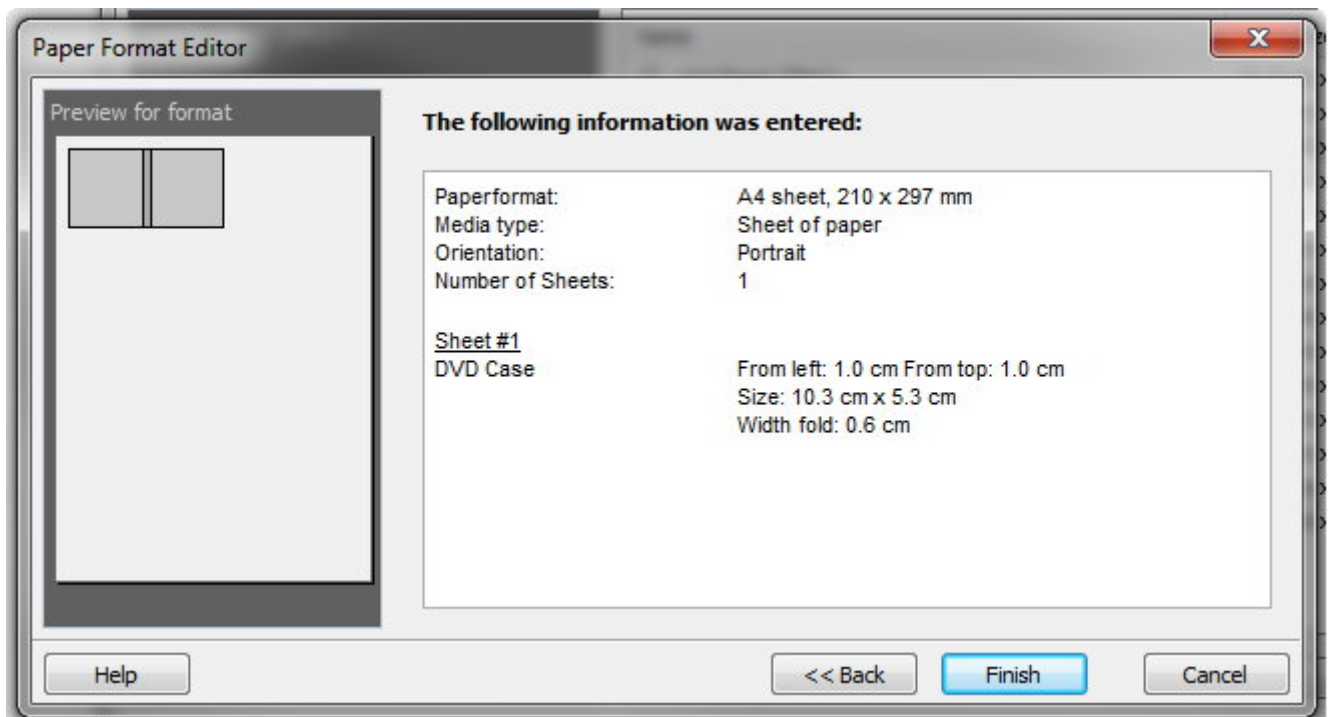 Paper Format Editor
Preview for format
The following information was entered:
Paperformat: A4 sheet, 210 x 297 mm
Media type: Sheet of paper
Orientation: Portrait
Number of Sheets: 1
Sheet #1
DVD Case From left: 1.0 cm From top: 1.0 cm
Size: 10.3 cm x 5.3 cm
Width fold: 0.6 cm
Help << Back Finish Cancel